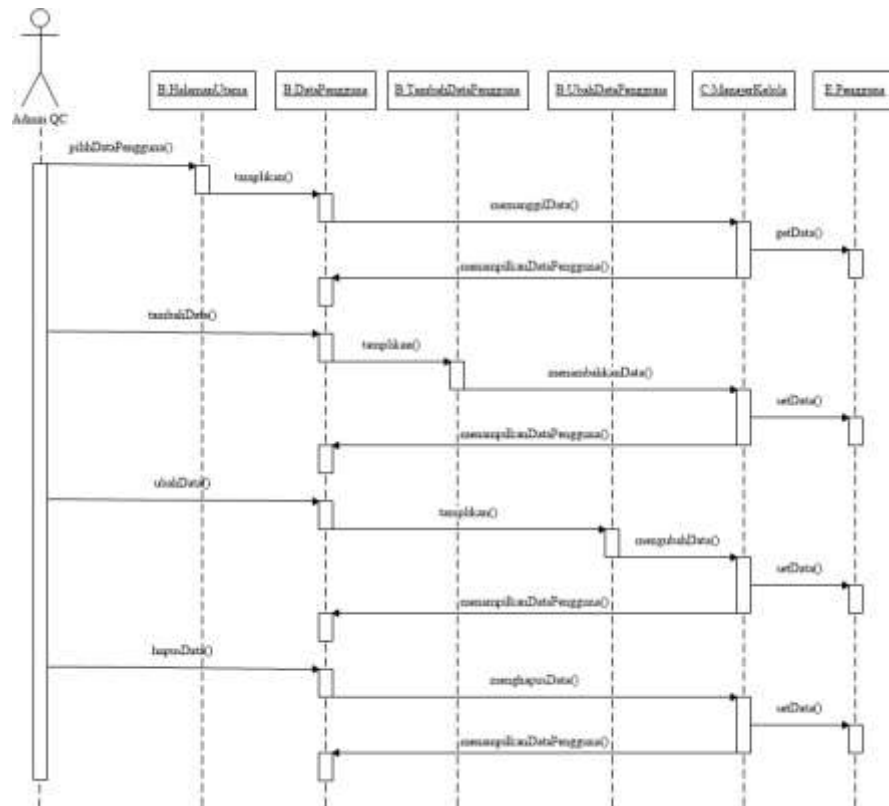 B.HalamanUtama
B.DataPengguna
B.TambahDataPengguna
B.UbahDataPengguna
C.ManajerKelola
E.Pengguna
Admin QC
pilihDataPengguna()
tampilkan()
memanggilData()
getData()
menampilkanDataPengguna()
tambahData()
tampilkan()
menambahkanData()
setData()
menampilkanDataPengguna()
ubahData()
tampilkan()
mengubahData()
setData()
menampilkanDataPengguna()
hapusData()
menghapusData()
setData()
menampilkanDataPengguna()